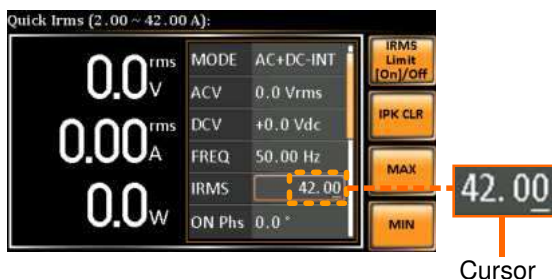 Quick Irms (2.00 ~ 42.00 A):
0.0 rms V
0.00 rms A
0.0 W
MODE AC+DC-INT
ACV 0.0 Vrms
DCV +0.0 Vdc
FREQ 50.00 Hz
IRMS 42.00
ON Phs 0.0 °
IRMS
Limit
[On]/Off
IPK CLR
MAX
MIN
42.00
Cursor